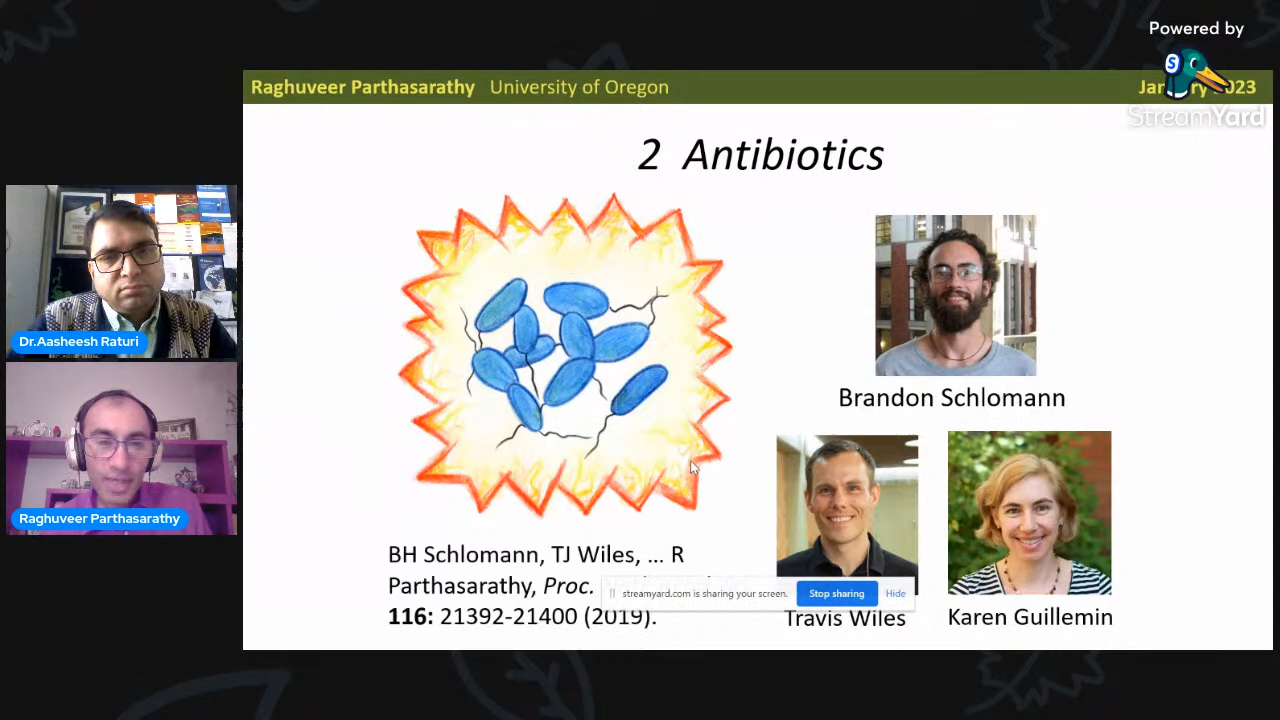 Powered by
S
StreamYard
Raghuveer Parthasarathy University of Oregon
2023
2 Antibiotics
Dr.Aasheesh Raturi
Raghuveer Parthasarathy
Brandon Schlomann
Travis Wiles
Karen Guillemin
BH Schlomann, TJ Wiles, ... R
Parthasarathy, Proc.
116: 21392-21400 (2019).
streamyard.com is sharing your screen.
Stop sharing
Hide